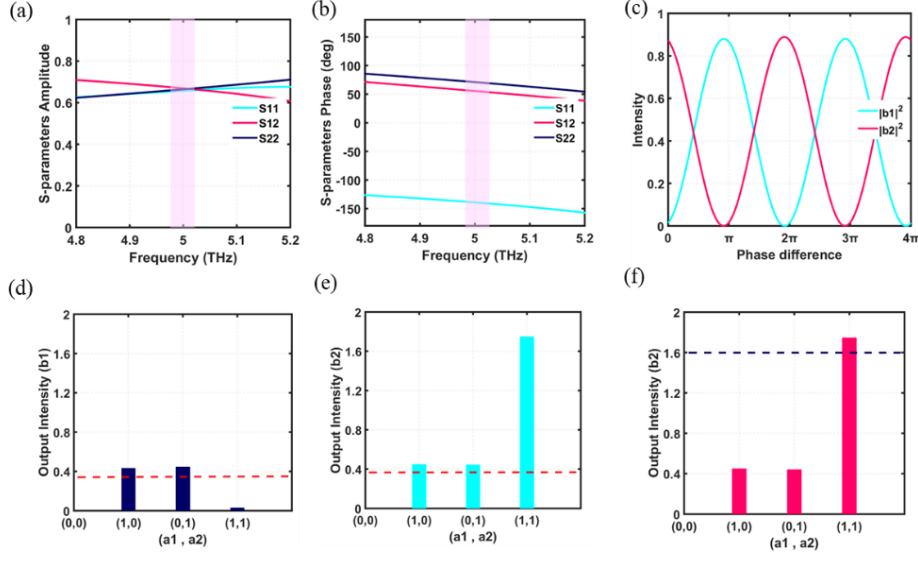 (a)
1
0.8
0.6
0.4
0.2
0
S-parameters Amplitude
S11
S12
S22
4.8 4.9 5 5.1 5.2
Frequency (THz)
(b)
150
100
50
0
-50
-100
-150
S-parameters Phase (deg)
S11
S12
S22
4.8 4.9 5 5.1 5.2
Frequency (THz)
(c)
1
0.8
0.6
0.4
0.2
0
Intensity
|b1|²
|b2|²
0 π 2π 3π 4π
Phase difference
(d)
2
1.6
1.2
0.8
0.4
0
Output Intensity (b1)
(0,0) (1,0) (0,1) (1,1)
(a1 , a2)
(e)
2
1.6
1.2
0.8
0.4
0
Output Intensity (b2)
(0,0) (1,0) (0,1) (1,1)
(a1 , a2)
(f)
2
1.6
1.2
0.8
0.4
0
Output Intensity (b2)
(0,0) (1,0) (0,1) (1,1)
(a1 , a2)